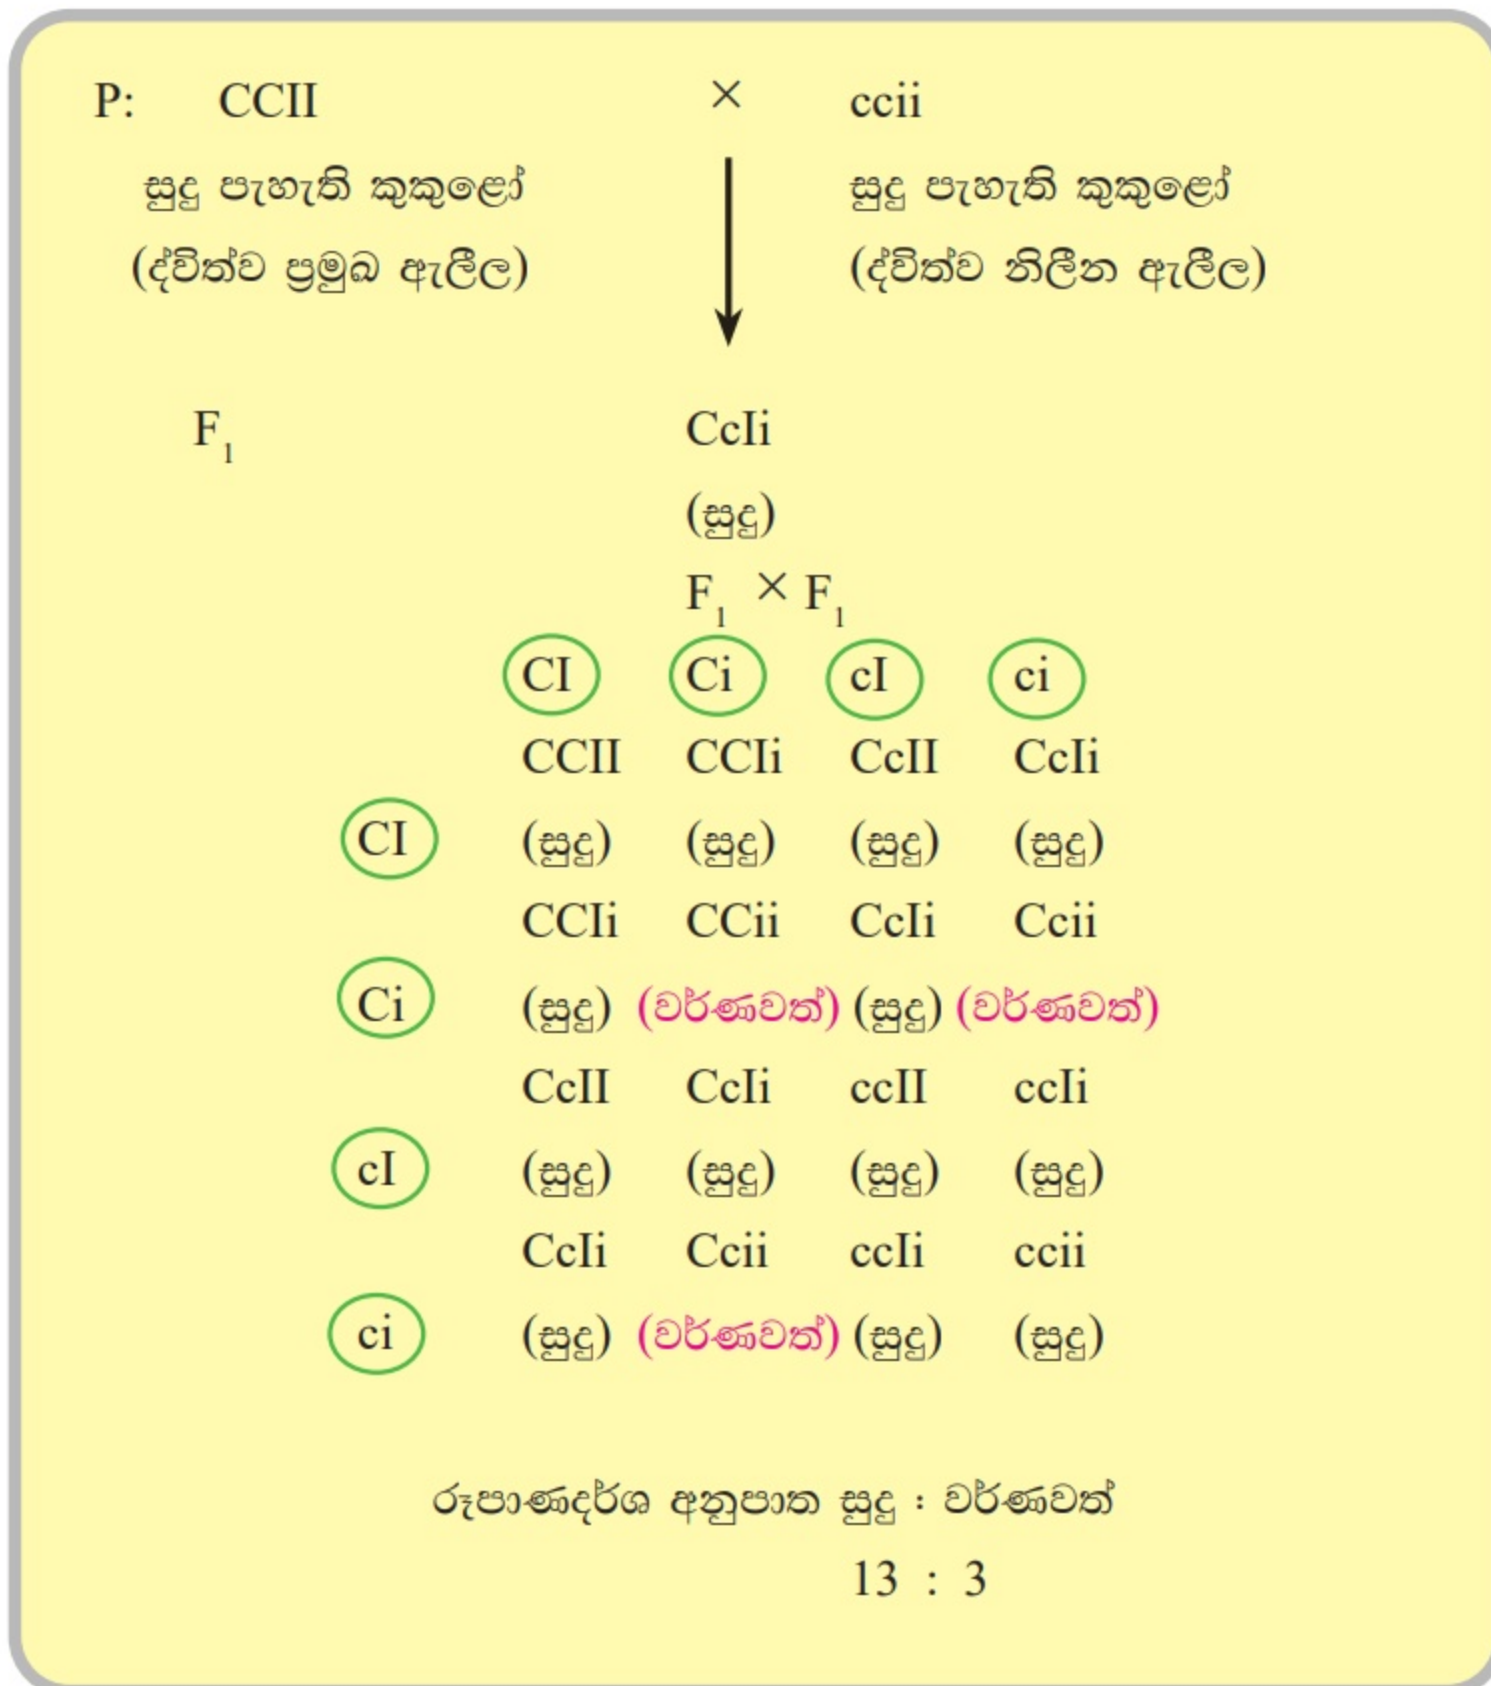 P: CCII × ccii
සුදු පැහැති කුකුළෝ සුදු පැහැති කුකුළෝ
(ද්විත්ව ප්‍රමුඛ ඇලීල) (ද්විත්ව නිලීන ඇලීල)
F1 CcIi
(සුදු)
F1 × F1
CI Ci cI ci
CCII CCIi CcII CcIi
CI (සුදු) (සුදු) (සුදු) (සුදු)
CCIi CCii CcIi Ccii
Ci (සුදු) (වර්ණවත්) (සුදු) (වර්ණවත්)
CcII CcIi ccII ccIi
cI (සුදු) (සුදු) (සුදු) (සුදු)
CcIi Ccii ccIi ccii
ci (සුදු) (වර්ණවත්) (සුදු) (සුදු)
රූපාණදර්ශ අනුපාත සුදු : වර්ණවත්
13 : 3